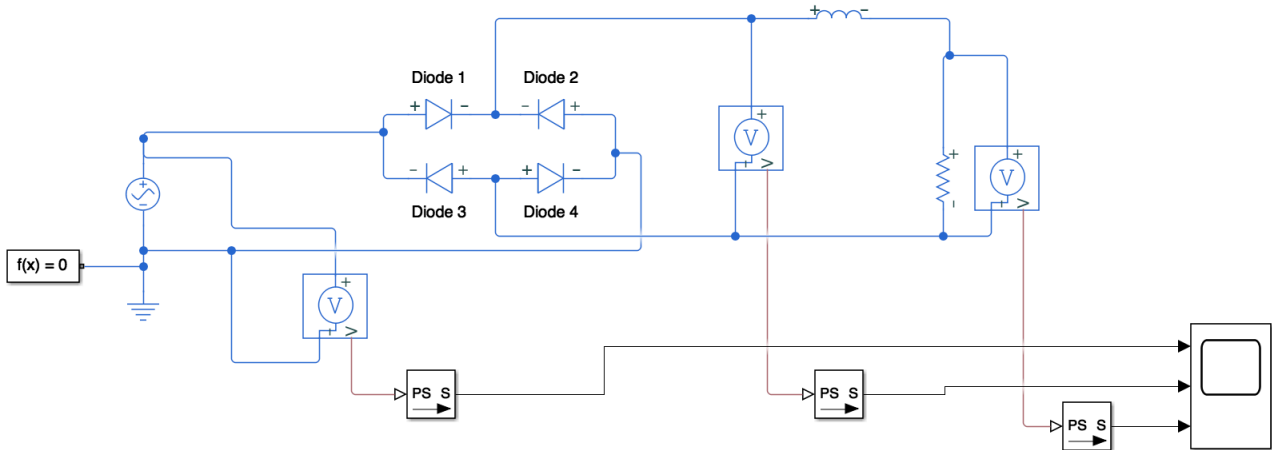 + −
Diode 1 Diode 2
+ − − +
− + + −
Diode 3 Diode 4
+
−
+
V
+
V
+
−
f(x) = 0
+
V
PS S
PS S
PS S